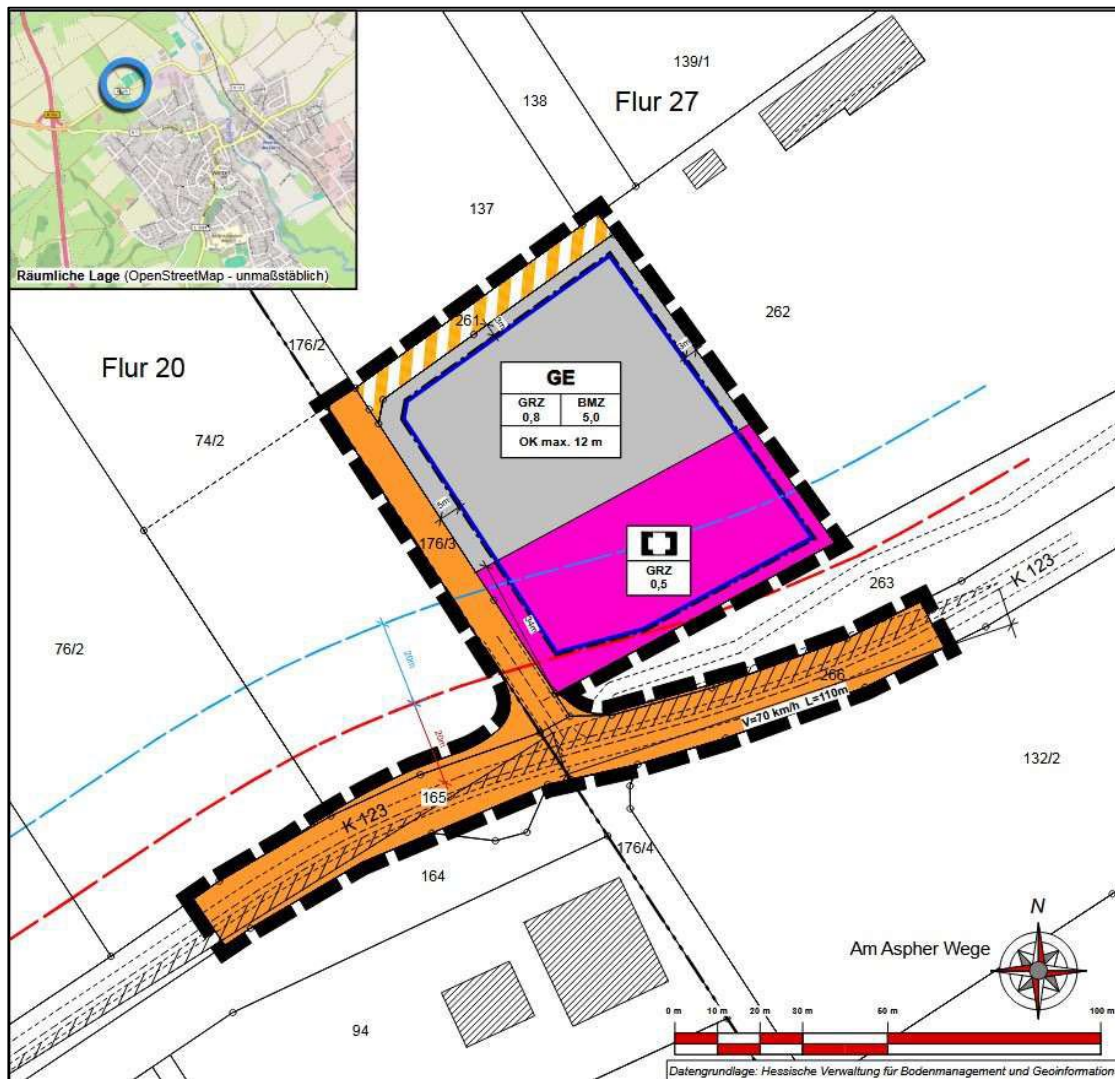 Räumliche Lage (OpenStreetMap - unmaßstäblich)
139/1
138
Flur 27
137
262
261
3m
3m
176/2
Flur 20
74/2
GE
GRZ
0,8
BMZ
5,0
OK max. 12 m
5m
176/3
GRZ
0,5
34m
76/2
20m
20m
263
K 123
266
V=70 km/h L=110m
132/2
165
K 123
164
176/4
94
Am Aspher Wege
N
0 m 10 m 20 m 30 m 50 m 100 m
Datengrundlage: Hessische Verwaltung für Bodenmanagement und Geoinformation